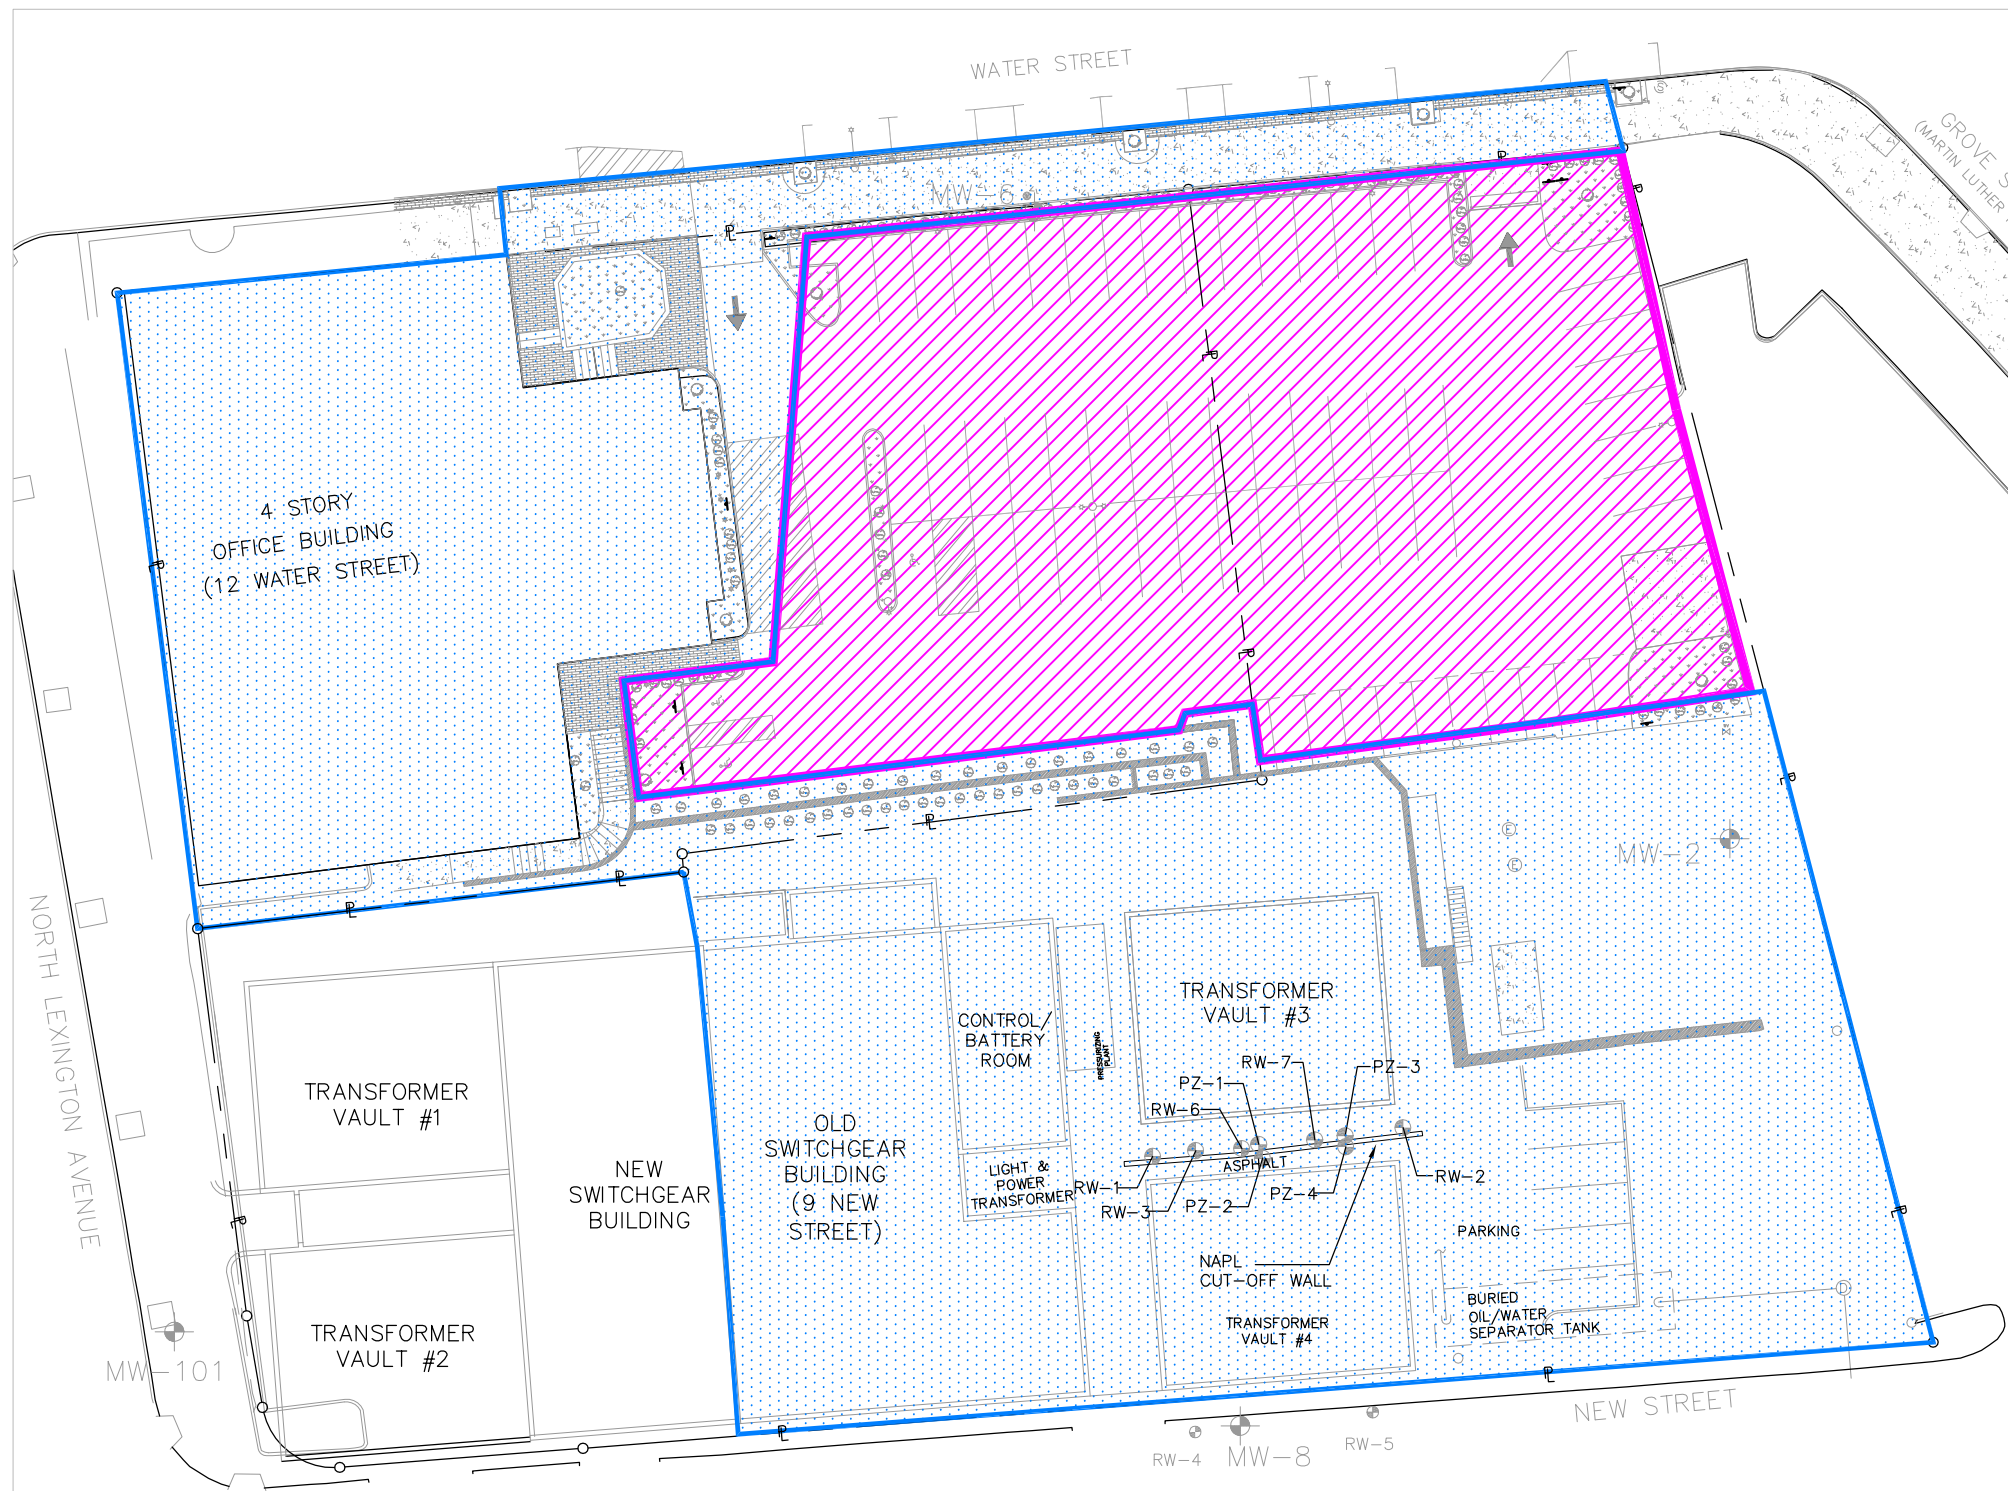 WATER STREET
GROVE S
(MARTIN LUTHER
MW-6
4 STORY
OFFICE BUILDING
(12 WATER STREET)
NORTH LEXINGTON AVENUE
MW-2
TRANSFORMER
VAULT #1
TRANSFORMER
VAULT #2
NEW
SWITCHGEAR
BUILDING
OLD
SWITCHGEAR
BUILDING
(9 NEW
STREET)
CONTROL/
BATTERY
ROOM
PRESSURIZING
PLANT
LIGHT &
POWER
TRANSFORMER
TRANSFORMER
VAULT #3
RW-7
PZ-3
PZ-1
RW-6
ASPHALT
RW-1
RW-3
PZ-2
PZ-4
RW-2
NAPL
CUT-OFF WALL
TRANSFORMER
VAULT #4
PARKING
BURIED
OIL/WATER
SEPARATOR TANK
MW-101
NEW STREET
RW-4
MW-8
RW-5
E
E
D